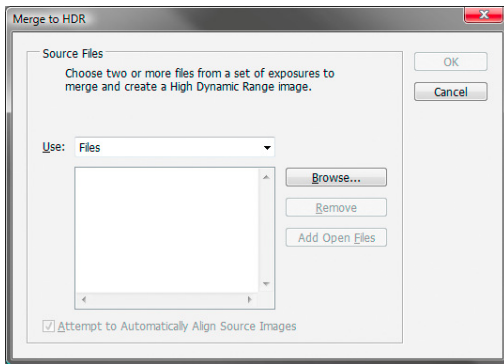 Merge to HDR
Source Files
Choose two or more files from a set of exposures to
merge and create a High Dynamic Range image.
OK
Cancel
Use: Files
Browse...
Remove
Add Open Files
Attempt to Automatically Align Source Images